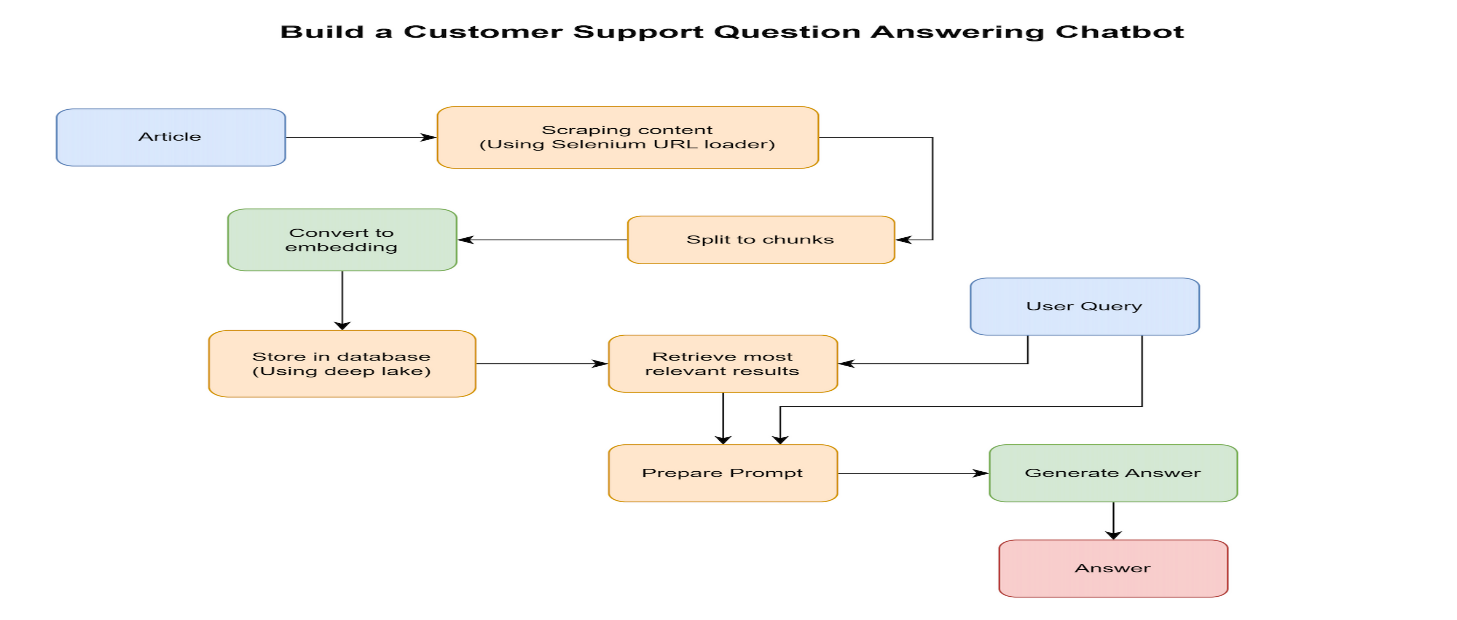 Build a Customer Support Question Answering Chatbot
Article
Scraping content
(Using Selenium URL loader)
Convert to
embedding
Split to chunks
User Query
Store in database
(Using deep lake)
Retrieve most
relevant results
Prepare Prompt
Generate Answer
Answer